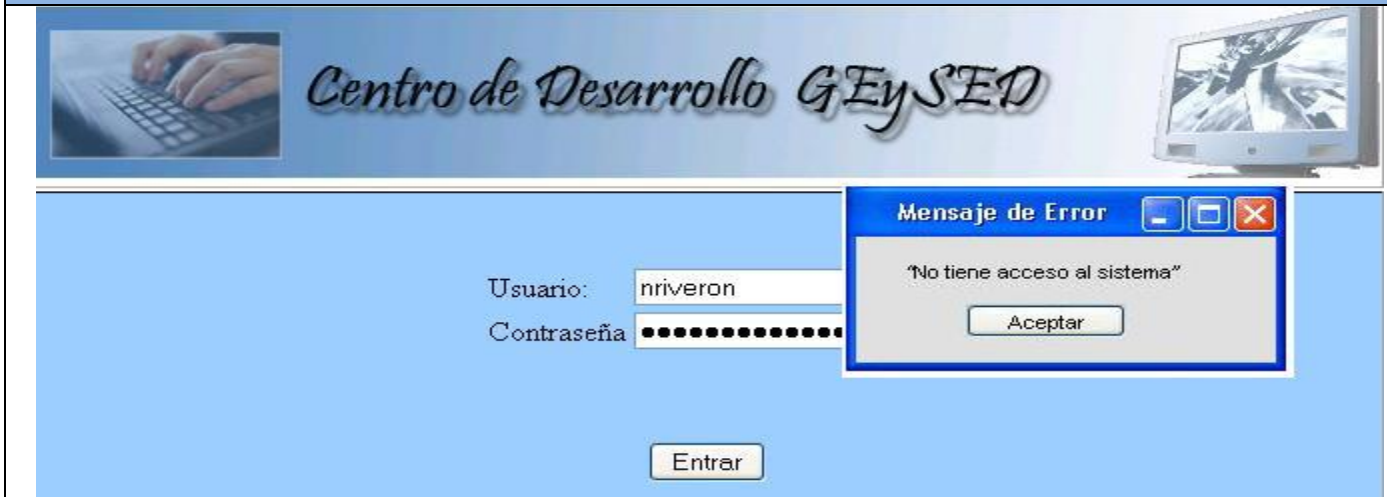 Centro de Desarrollo GEySED
Mensaje de Error
"No tiene acceso al sistema"
Aceptar
Usuario: nriveron
Contraseña ●●●●●●●●●●●●●
Entrar